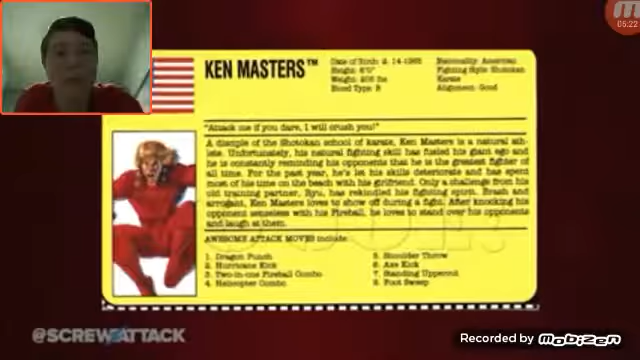 05:22
KEN MASTERS™
Date of Birth: 2-14-1965
Height: 6'0"
Blood Type: B
Nationality: American
Fighting Style: Shotokan
Karate
Alignment: Good
"Attack me if you dare, I will crush you!"
A disciple of the Shotokan school of karate, Ken Masters is a natural ath-
lete. Unfortunately, his natural fighting skill has fueled his giant ego and
he is constantly reminding his opponents that he is the greatest fighter of
all time. For the past year, he's let his skills deteriorate and has spent
most of his time on the beach with his girlfriend. Only a challenge from his
old training partner, Ryu, has rekindled his fighting spirit. Brash and
arrogant, Ken Masters loves to show off during a fight. After knocking his
opponent senseless with his Fireball, he loves to stand over his opponents
and laugh at them.
AWESOME ATTACK MOVES include
1. Dragon Punch
2. Hurricane Kick
3. Two-in-one Fireball Combo
4. Helicopter Combo
5. Shoulder Throw
6. Axe Kick
7. Standing Uppercut
8. Foot Sweep
@SCREWATTACK
Recorded by Mobizen